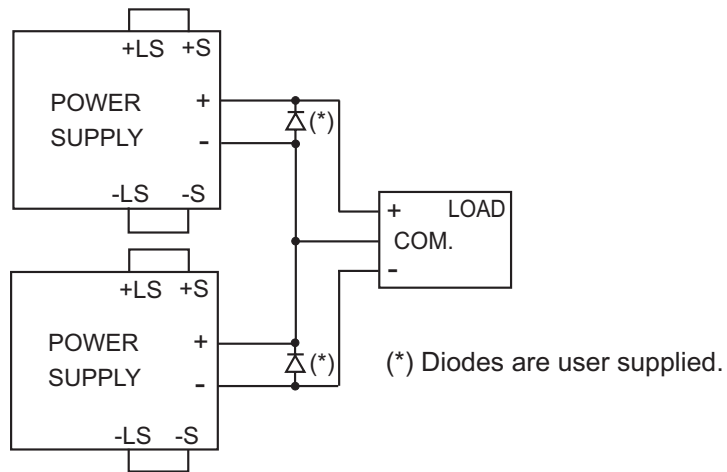 +LS +S
POWER
SUPPLY
+
-
-LS -S
(*)
+ LOAD
COM.
-
+LS +S
POWER
SUPPLY
+
-
-LS -S
(*)
(*) Diodes are user supplied.